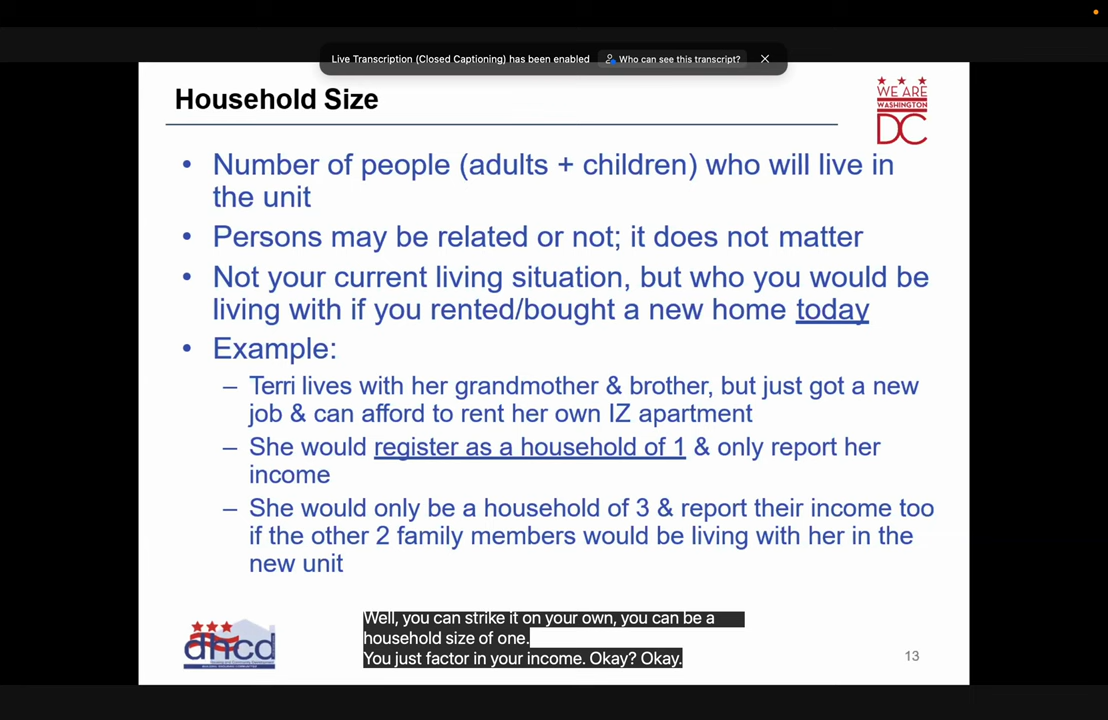 Live Transcription (Closed Captioning) has been enabled
Who can see this transcript?
Household Size
WE ARE
WASHINGTON
DC
• Number of people (adults + children) who will live in
the unit
• Persons may be related or not; it does not matter
• Not your current living situation, but who you would be
living with if you rented/bought a new home today
• Example:
– Terri lives with her grandmother & brother, but just got a new
job & can afford to rent her own IZ apartment
– She would register as a household of 1 & only report her
income
– She would only be a household of 3 & report their income too
if the other 2 family members would be living with her in the
new unit
dhcd
Well, you can strike it on your own, you can be a
household size of one.
You just factor in your income. Okay? Okay.
13